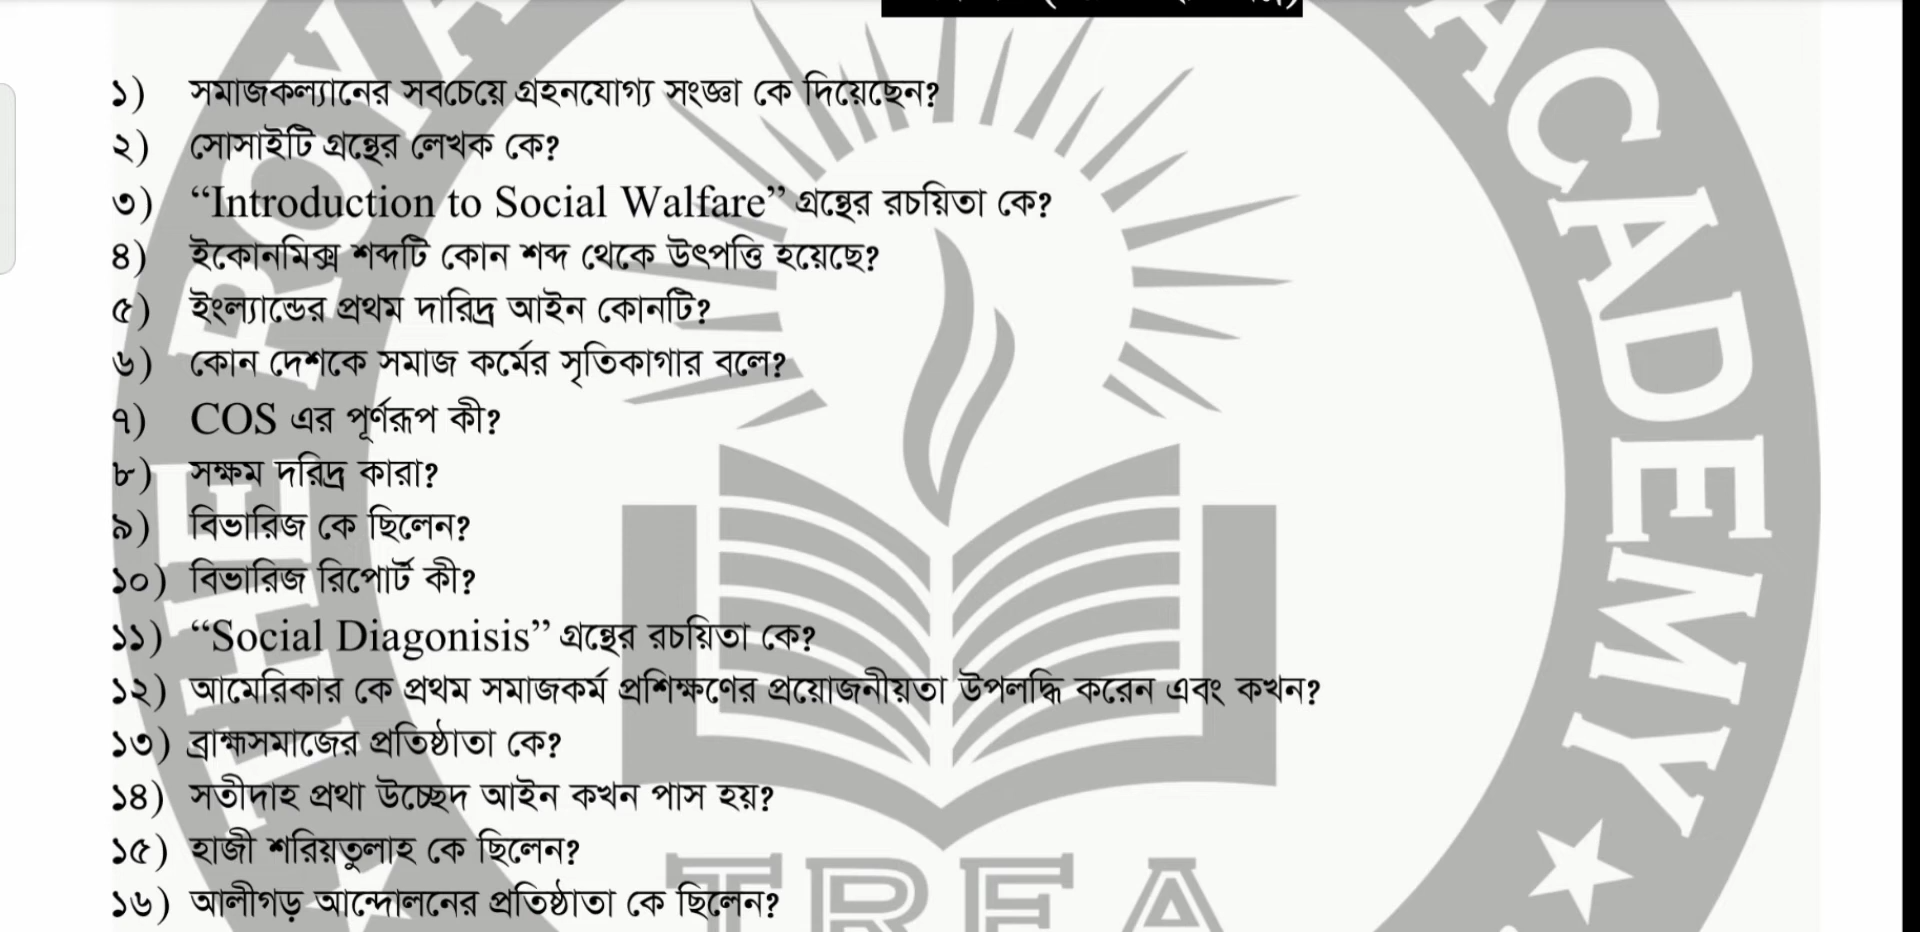 ১) সমাজকল্যানের সবচেয়ে গ্রহনযোগ্য সংজ্ঞা কে দিয়েছেন?
২) সোসাইটি গ্রন্থের লেখক কে?
৩) “Introduction to Social Walfare” গ্রন্থের রচয়িতা কে?
৪) ইকোনমিক্স শব্দটি কোন শব্দ থেকে উৎপত্তি হয়েছে?
৫) ইংল্যান্ডের প্রথম দারিদ্র আইন কোনটি?
৬) কোন দেশকে সমাজ কর্মের সৃতিকাগার বলে?
৭) COS এর পূর্ণরূপ কী?
৮) সক্ষম দরিদ্র কারা?
৯) বিভারিজ কে ছিলেন?
১০) বিভারিজ রিপোর্ট কী?
১১) “Social Diagonisis” গ্রন্থের রচয়িতা কে?
১২) আমেরিকার কে প্রথম সমাজকর্ম প্রশিক্ষণের প্রয়োজনীয়তা উপলদ্ধি করেন এবং কখন?
১৩) ব্রাহ্মসমাজের প্রতিষ্ঠাতা কে?
১৪) সতীদাহ প্রথা উচ্ছেদ আইন কখন পাস হয়?
১৫) হাজী শরিয়তুলাহ কে ছিলেন?
১৬) আলীগড় আন্দোলনের প্রতিষ্ঠাতা কে ছিলেন?
THE ROYA
ACADEMY
TREA